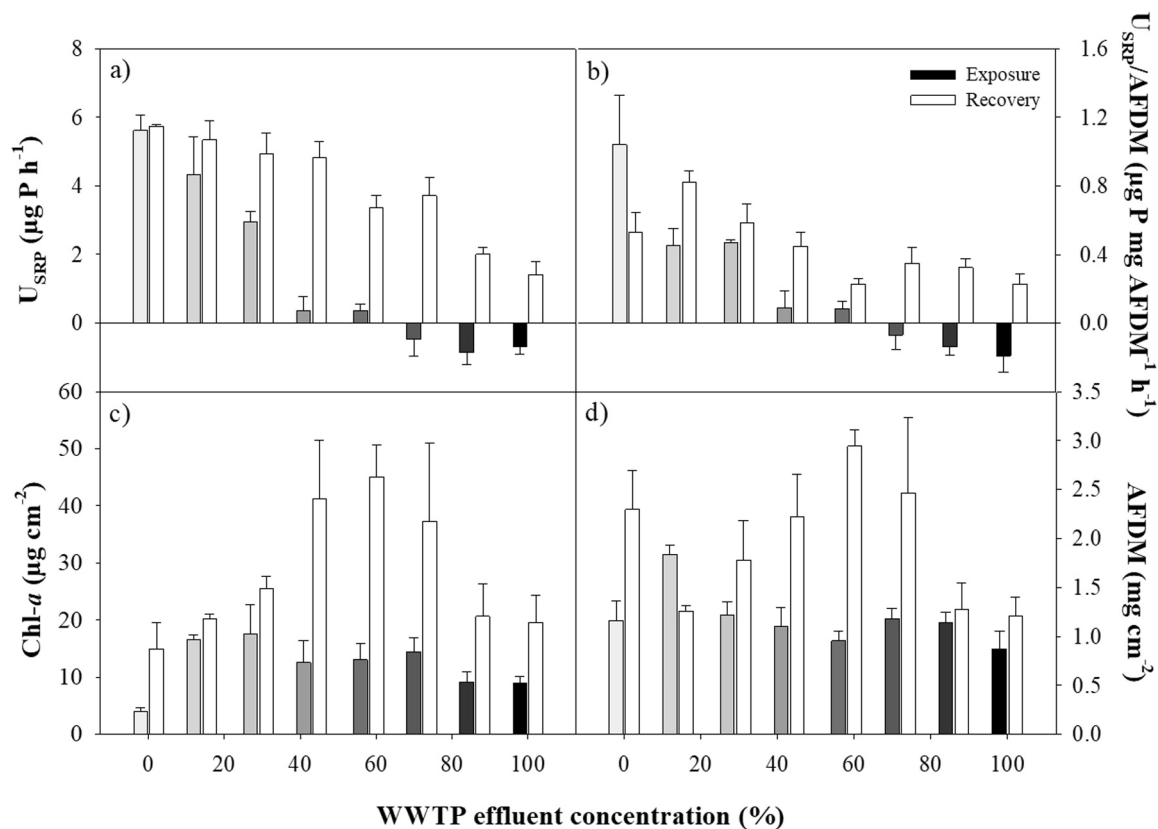 a)
8
6
4
2
0
U_SRP (µg P h⁻¹)
b)
Exposure
Recovery
1.6
1.2
0.8
0.4
0.0
U_SRP/AFDM (µg P mg AFDM⁻¹ h⁻¹)
c)
60
50
40
30
20
10
0
Chl-a (µg cm⁻²)
d)
3.5
3.0
2.5
2.0
1.5
1.0
0.5
0.0
AFDM (mg cm⁻²)
0 20 40 60 80 100
0 20 40 60 80 100
WWTP effluent concentration (%)